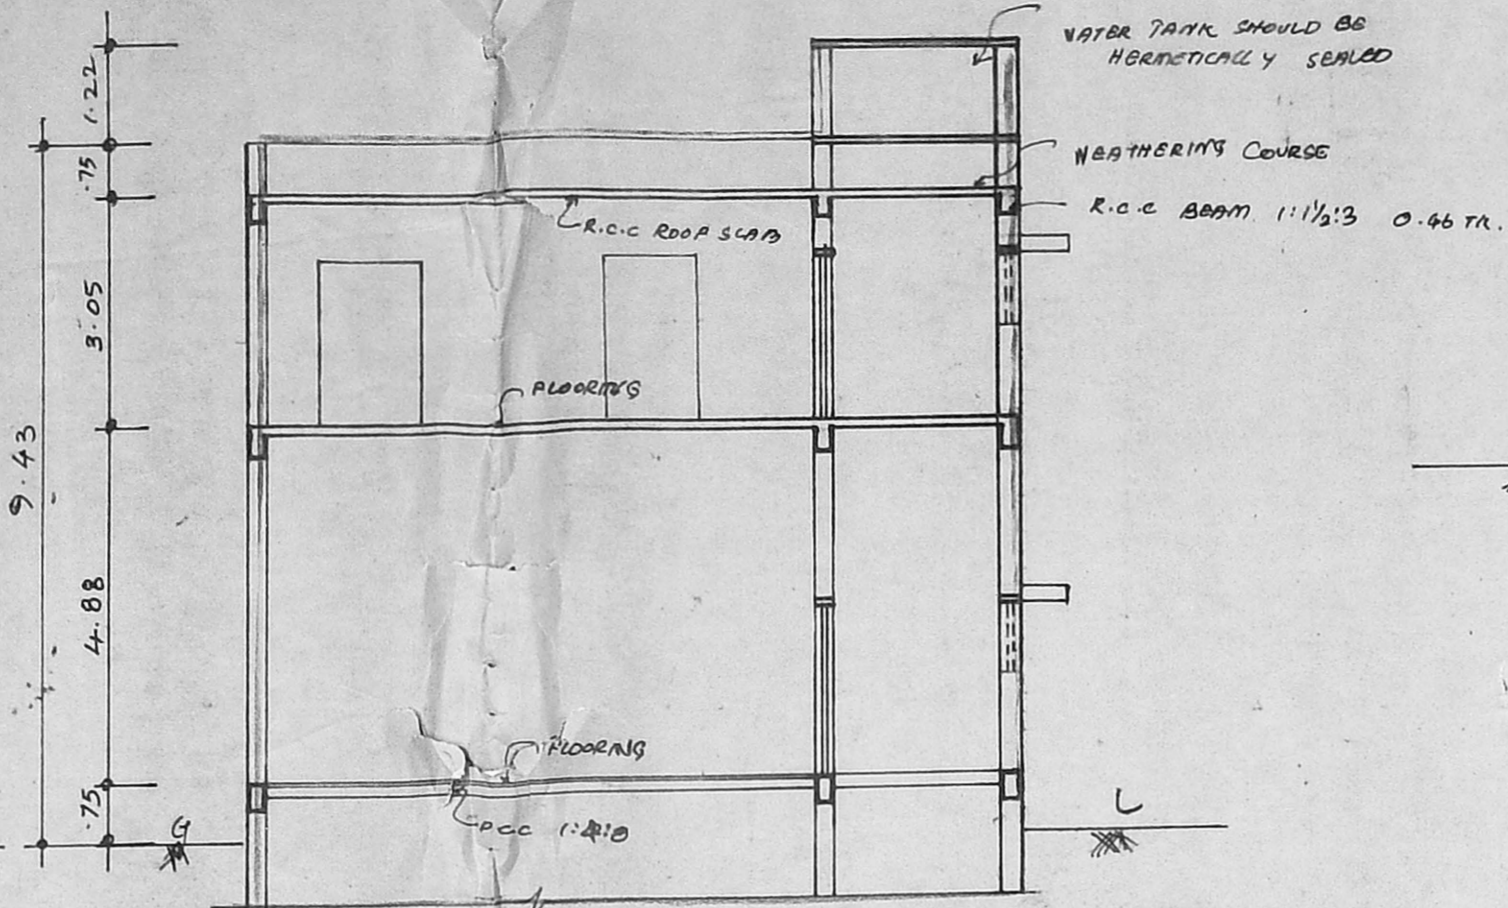 WATER TANK SHOULD BE
HERMETICALLY SEALED
1.22
WEATHERING COURSE
.75
R.C.C BEAM 1:1½:3 0.46 TK.
R.C.C ROOF SLAB
3.05
FLOORING
9.43
4.88
FLOORING
.75
G
L
P.C.C 1:4:8